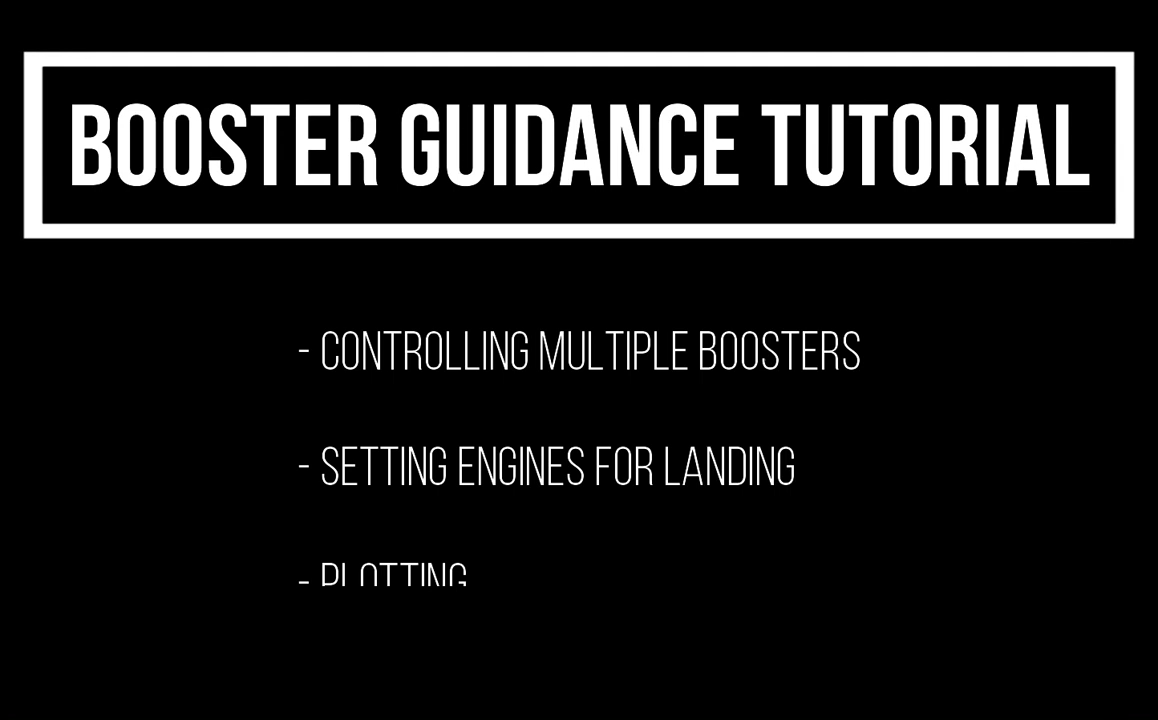 BOOSTER GUIDANCE TUTORIAL
- CONTROLLING MULTIPLE BOOSTERS
- SETTING ENGINES FOR LANDING
- PLOTTING